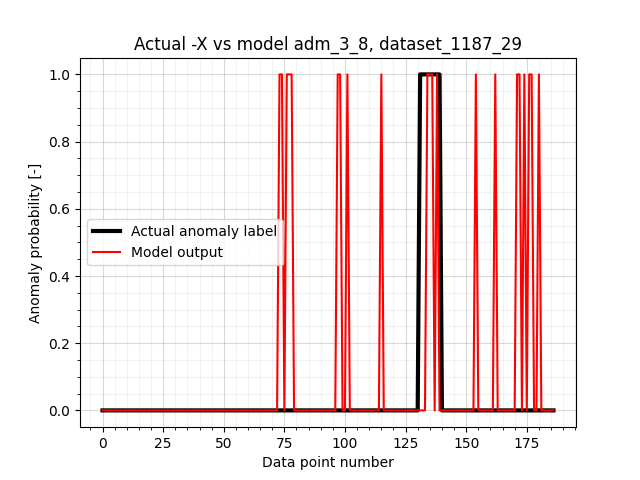 Actual -X vs model adm_3_8, dataset_1187_29
1.0
0.8
0.6
0.4
0.2
0.0
Anomaly probability [-]
Actual anomaly label
Model output
0 25 50 75 100 125 150 175
Data point number